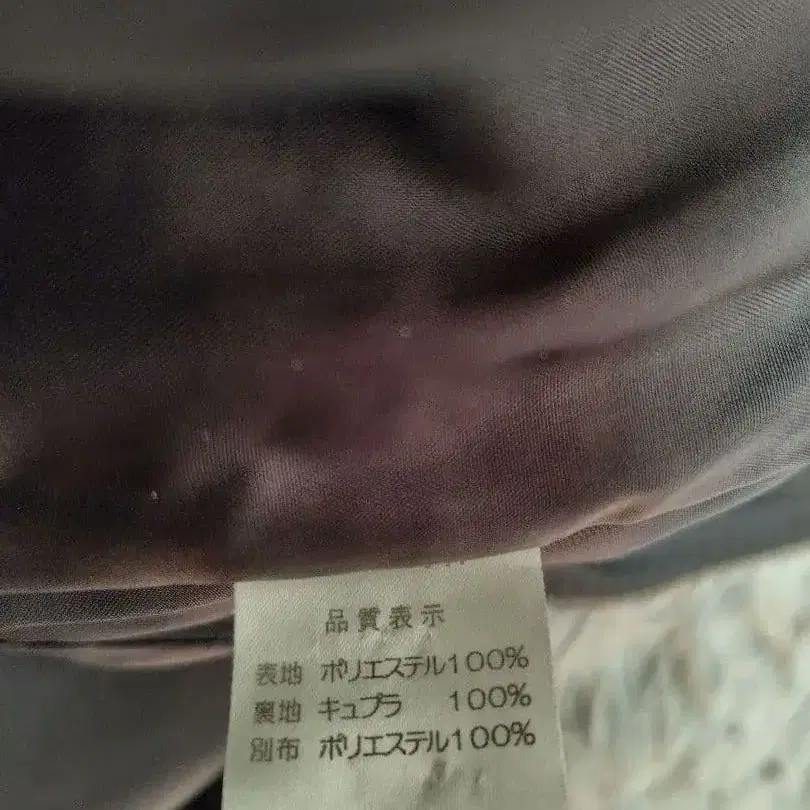 品質表示
表地 ポリエステル100%
裏地 キュプラ 100%
別布 ポリエステル100%